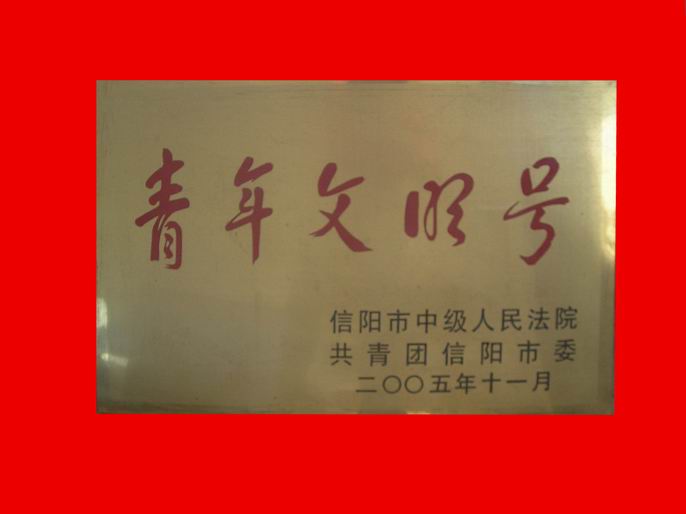 青年文明号
信阳市中级人民法院
共青团信阳市委
二〇〇五年十一月